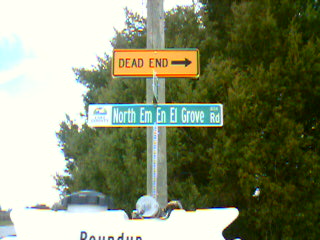 DEAD END
North Em En El Grove Rd
Roundup